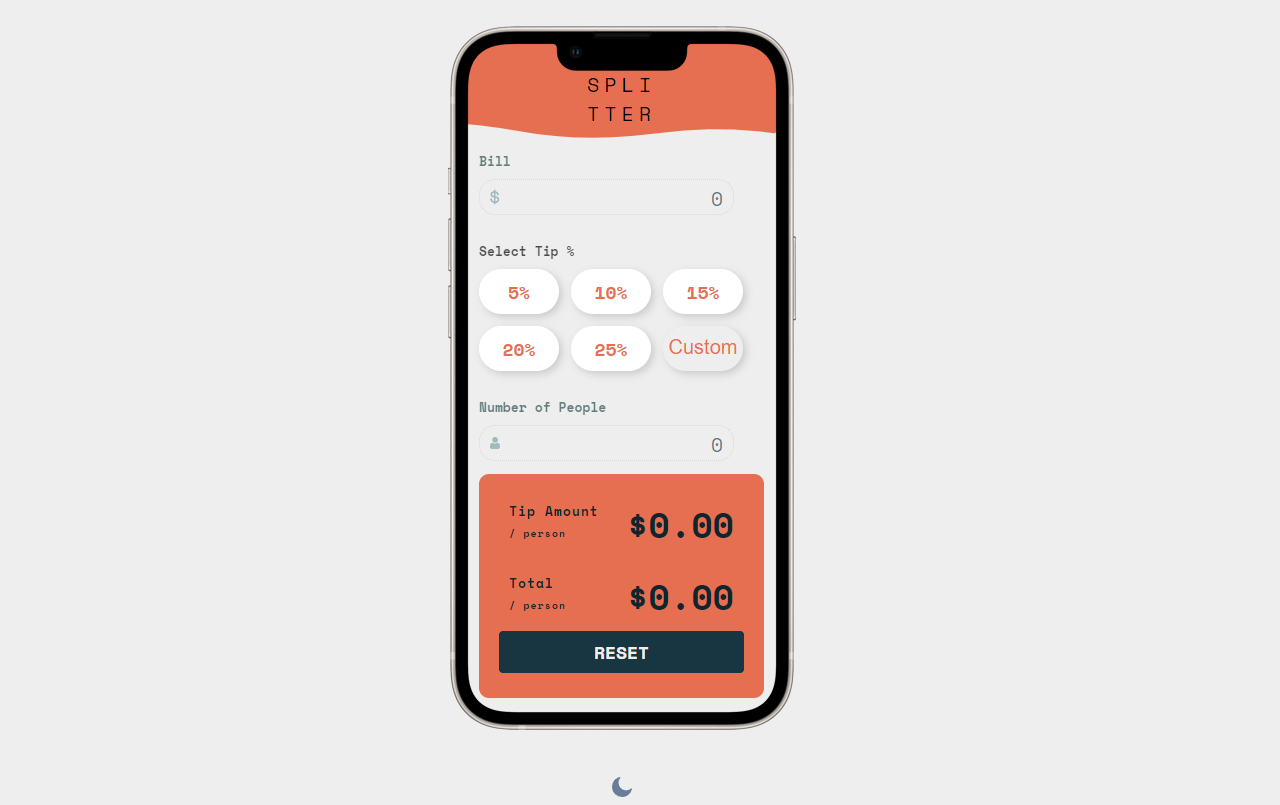 SPLI
TTER
Bill
$ 0
Select Tip %
5% 10% 15%
20% 25% Custom
Number of People
0
Tip Amount
/ person
$0.00
Total
/ person
$0.00
RESET